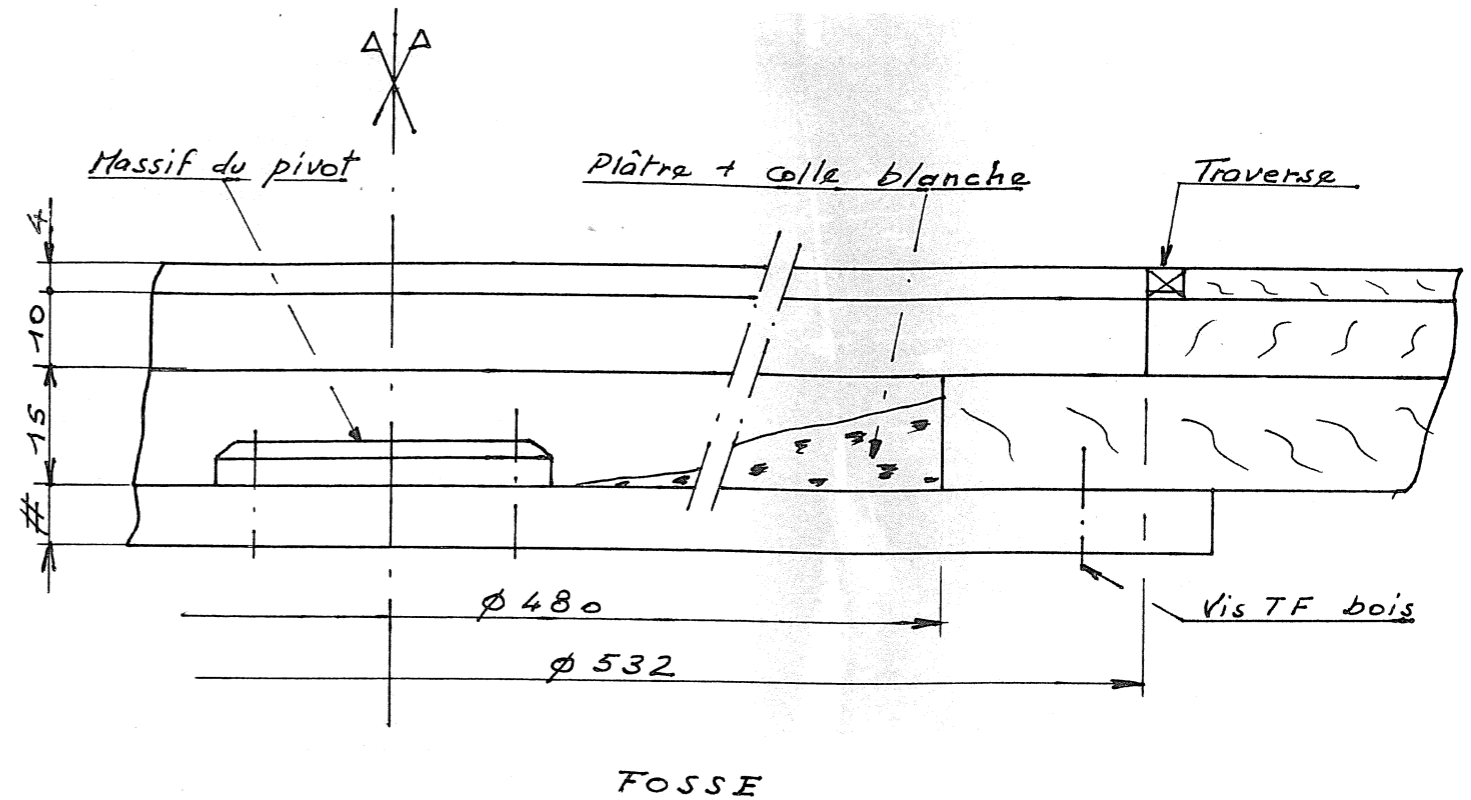 Massif du pivot
Plâtre + colle blanche
Traverse
4
10
15
#
φ 480
φ 532
Vis TF bois
FOSSE